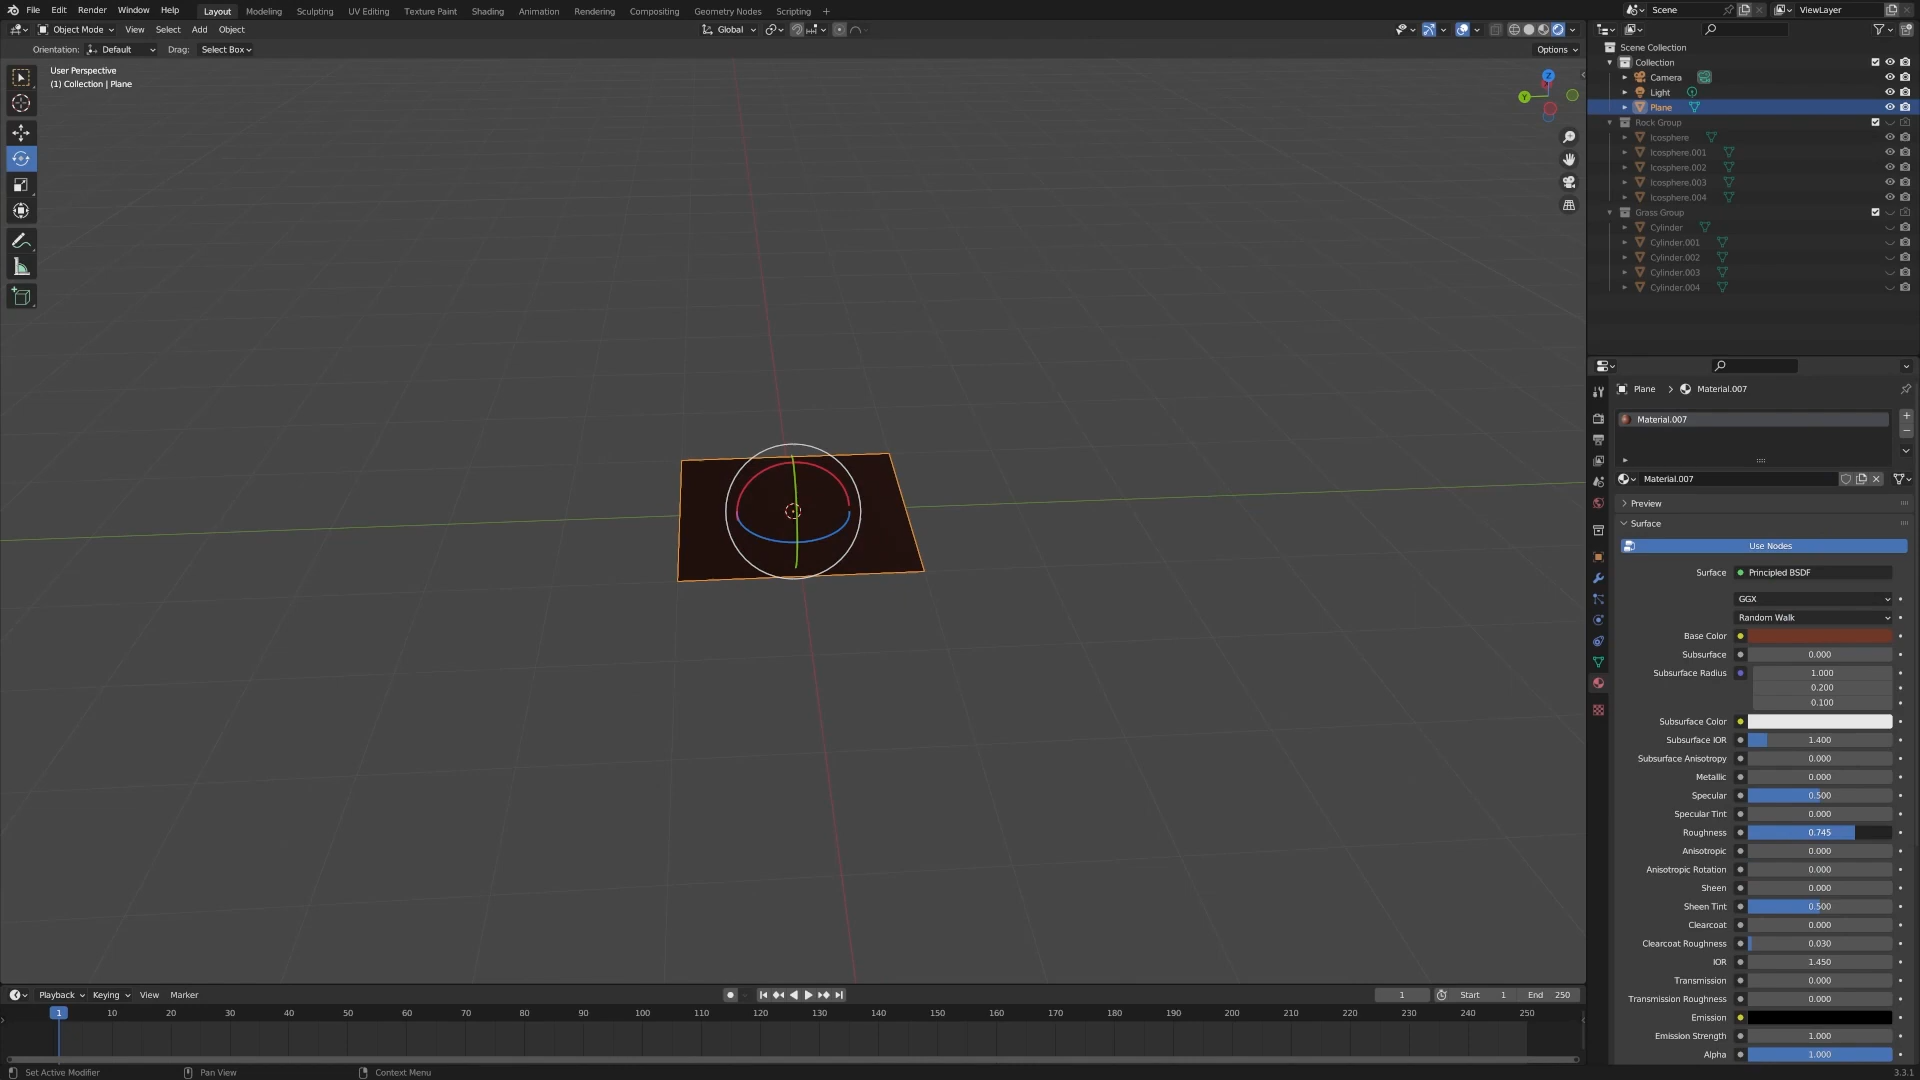 File Edit Render Window Help Layout Modeling Sculpting UV Editing Texture Paint Shading Animation Rendering Compositing Geometry Nodes Scripting + Scene ViewLayer
Object Mode View Select Add Object Global
Orientation: Default Drag: Select Box Options
User Perspective
(1) Collection | Plane
Z
Y
Scene Collection
Collection
Camera
Light
Plane
Rock Group
Icosphere
Icosphere.001
Icosphere.002
Icosphere.003
Icosphere.004
Grass Group
Cylinder
Cylinder.001
Cylinder.002
Cylinder.003
Cylinder.004
Plane > Material.007
Material.007
Material.007
Preview
Surface
Use Nodes
Surface Principled BSDF
GGX
Random Walk
Base Color
Subsurface 0.000
Subsurface Radius 1.000
0.200
0.100
Subsurface Color
Subsurface IOR 1.400
Subsurface Anisotropy 0.000
Metallic 0.000
Specular 0.500
Specular Tint 0.000
Roughness 0.745
Anisotropic 0.000
Anisotropic Rotation 0.000
Sheen 0.000
Sheen Tint 0.500
Clearcoat 0.000
Clearcoat Roughness 0.030
IOR 1.450
Transmission 0.000
Transmission Roughness 0.000
Emission
Emission Strength 1.000
Alpha 1.000
Playback Keying View Marker 1 Start 1 End 250
1 10 20 30 40 50 60 70 80 90 100 110 120 130 140 150 160 170 180 190 200 210 220 230 240 250
Set Active Modifier Pan View Context Menu 3.3.1